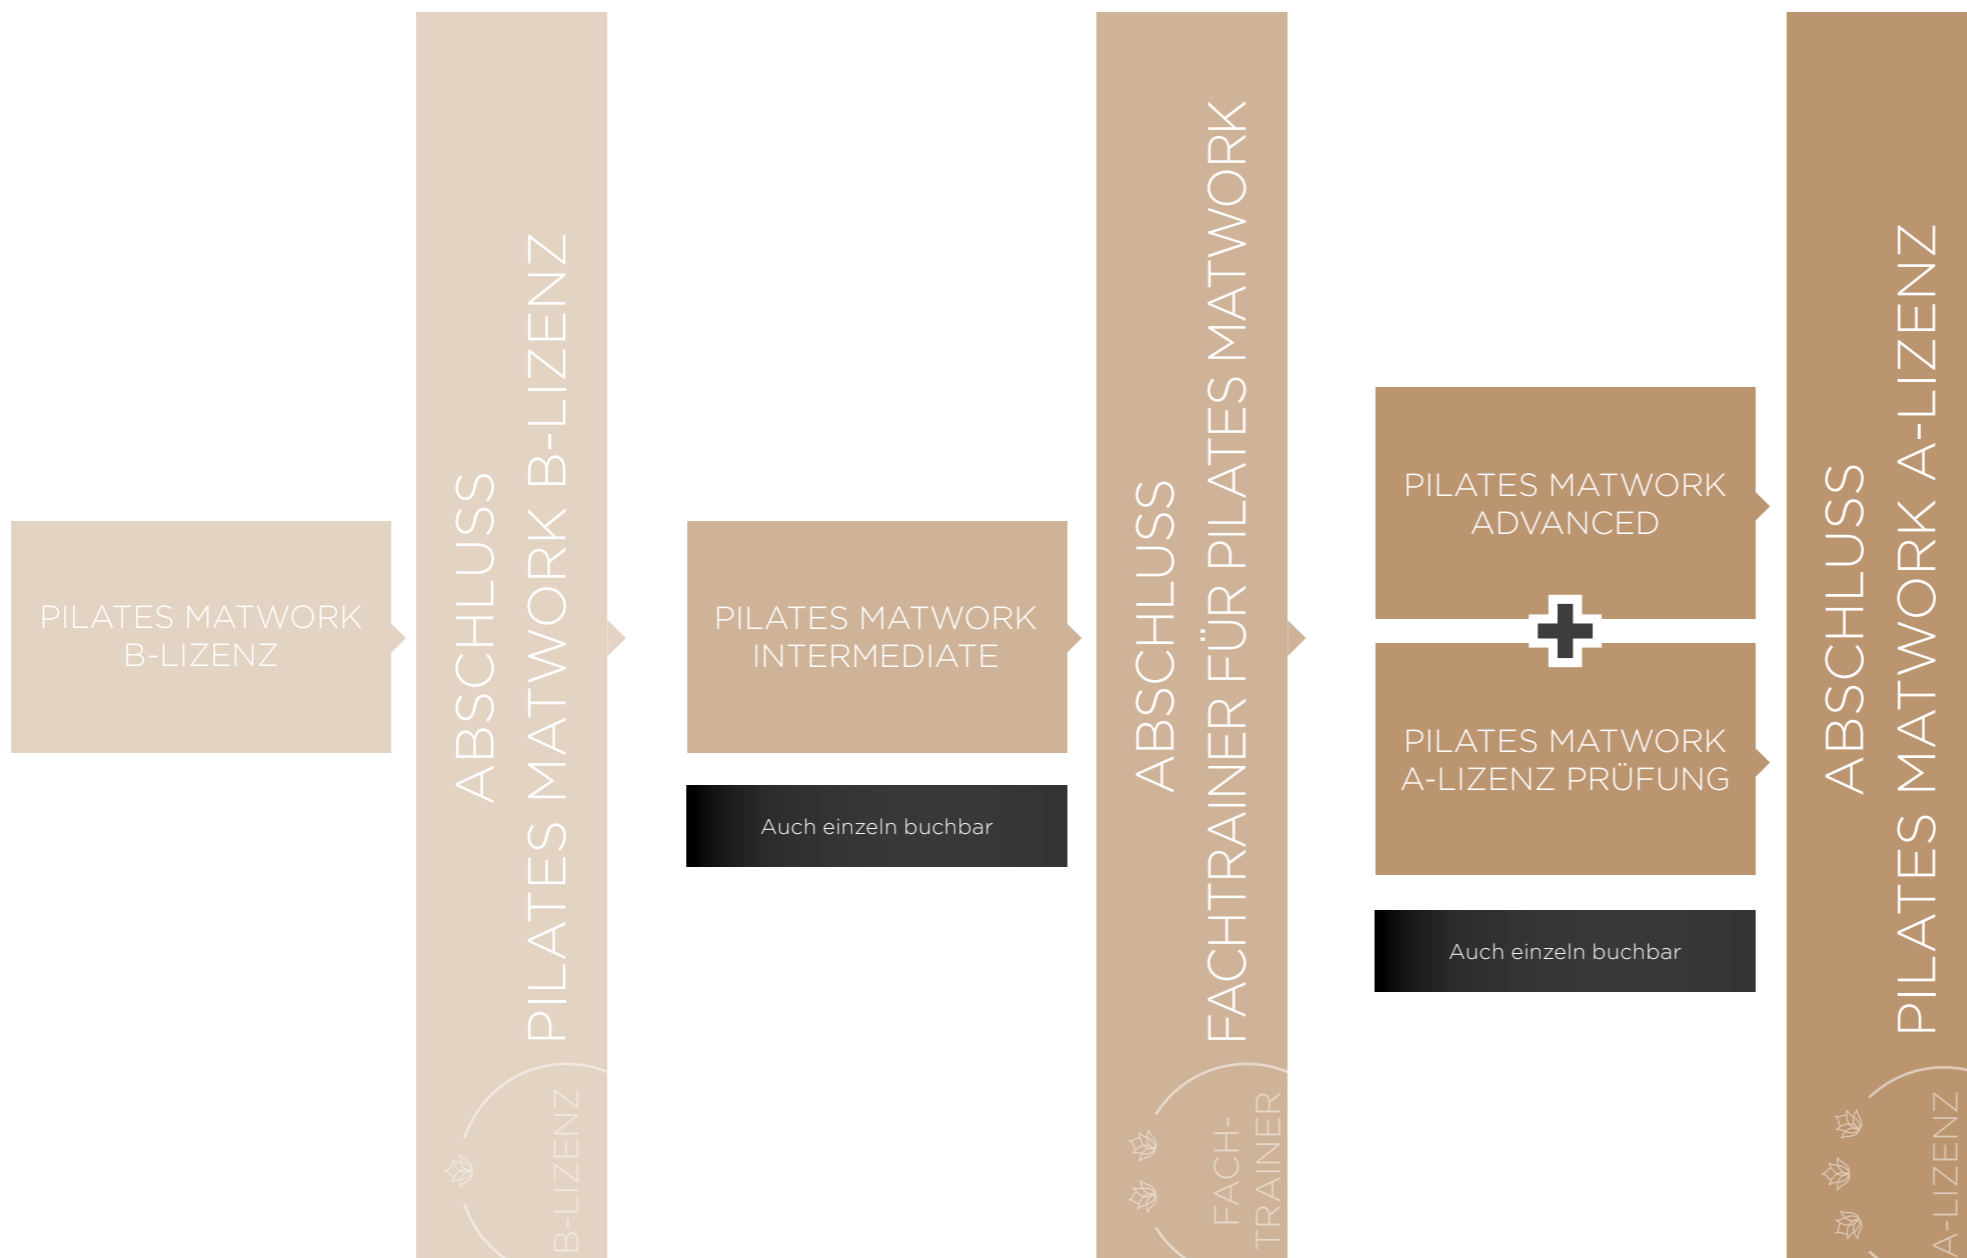 PILATES MATWORK
B-LIZENZ
ABSCHLUSS
PILATES MATWORK B-LIZENZ
B-LIZENZ
PILATES MATWORK
INTERMEDIATE
Auch einzeln buchbar
ABSCHLUSS
FACHTRAINER FÜR PILATES MATWORK
FACH-
TRAINER
PILATES MATWORK
ADVANCED
PILATES MATWORK
A-LIZENZ PRÜFUNG
Auch einzeln buchbar
ABSCHLUSS
PILATES MATWORK A-LIZENZ
A-LIZENZ